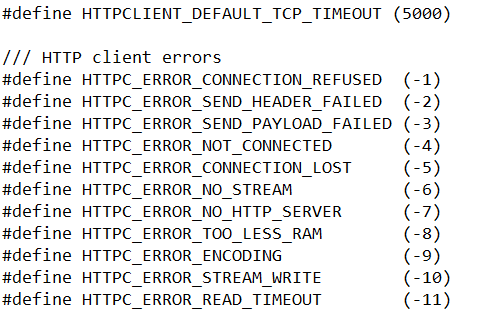 #define HTTPCLIENT_DEFAULT_TCP_TIMEOUT (5000)
/// HTTP client errors
#define HTTPC_ERROR_CONNECTION_REFUSED  (-1)
#define HTTPC_ERROR_SEND_HEADER_FAILED  (-2)
#define HTTPC_ERROR_SEND_PAYLOAD_FAILED (-3)
#define HTTPC_ERROR_NOT_CONNECTED       (-4)
#define HTTPC_ERROR_CONNECTION_LOST     (-5)
#define HTTPC_ERROR_NO_STREAM           (-6)
#define HTTPC_ERROR_NO_HTTP_SERVER      (-7)
#define HTTPC_ERROR_TOO_LESS_RAM        (-8)
#define HTTPC_ERROR_ENCODING            (-9)
#define HTTPC_ERROR_STREAM_WRITE        (-10)
#define HTTPC_ERROR_READ_TIMEOUT        (-11)